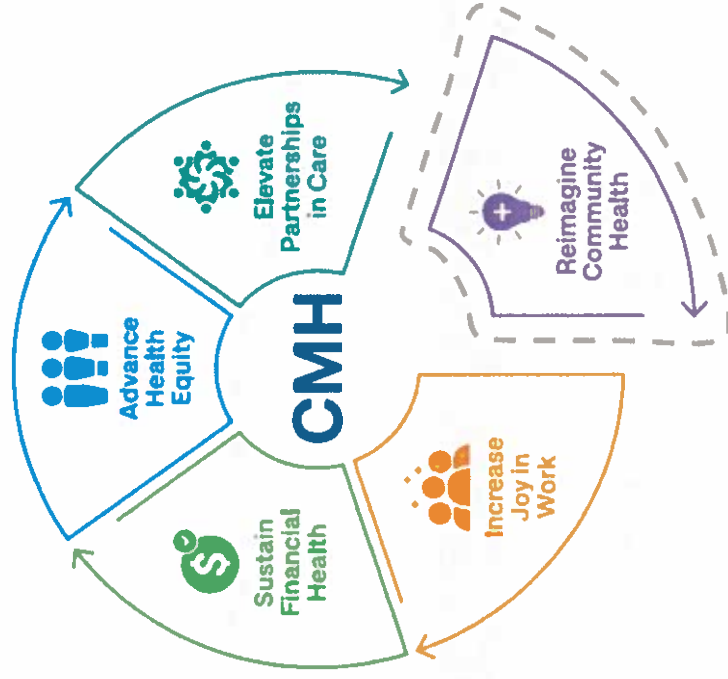 Advance
Health
Equity
Sustain
Financial
Health
Elevate
Partnerships
in Care
CMH
Increase
Joy in
Work
Reimagine
Community
Health